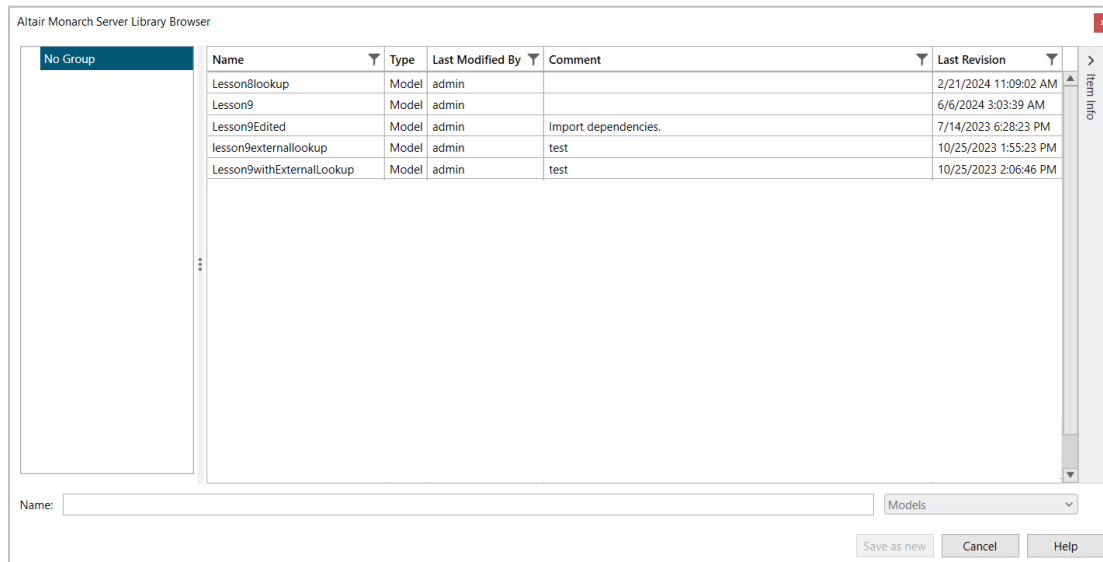 Altair Monarch Server Library Browser
No Group
Name Type Last Modified By Comment Last Revision
Lesson8lookup Model admin 2/21/2024 11:09:02 AM
Lesson9 Model admin 6/6/2024 3:03:39 AM
Lesson9Edited Model admin Import dependencies. 7/14/2023 6:28:23 PM
lesson9externallookup Model admin test 10/25/2023 1:55:23 PM
Lesson9withExternalLookup Model admin test 10/25/2023 2:06:46 PM
Item Info
Name: Models
Save as new Cancel Help